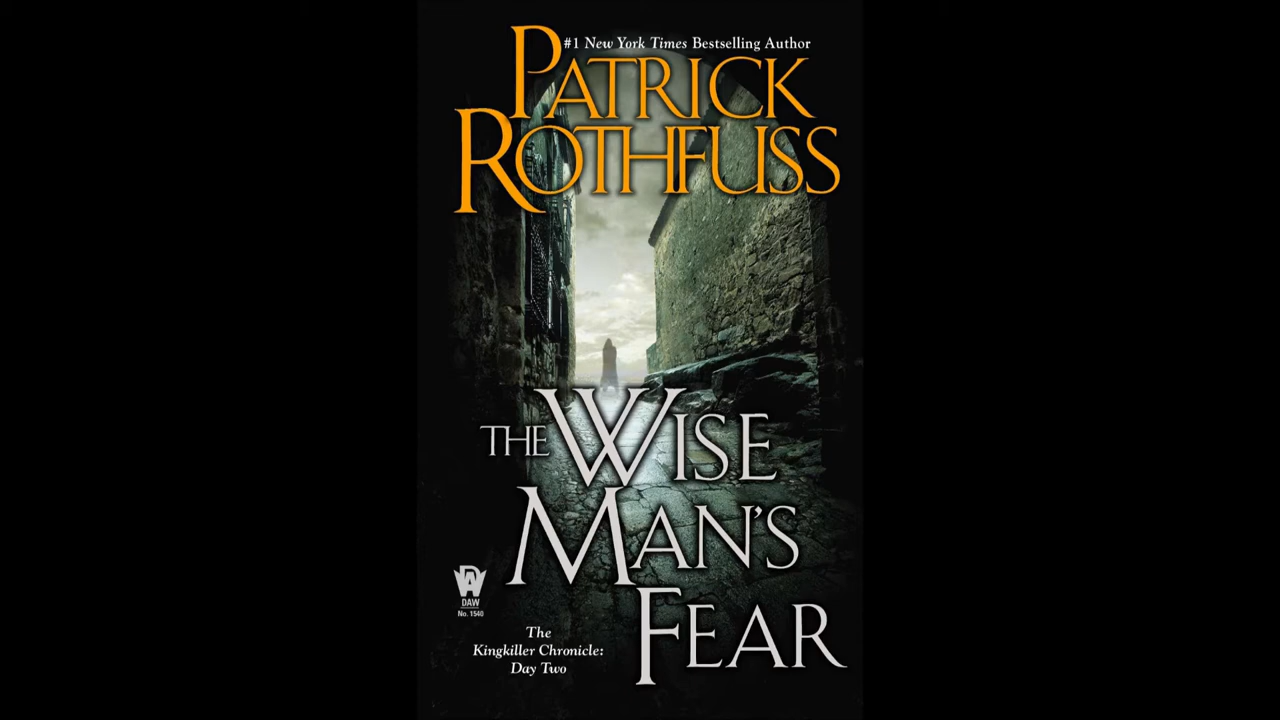 #1 New York Times Bestselling Author
PATRICK
ROTHFUSS
THE WISE
MAN'S
FEAR
DAW
No. 1540
The
Kingkiller Chronicle:
Day Two